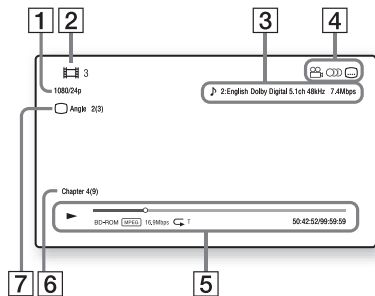 1
2
3
4
3
1080/24p
2:English Dolby Digital 5.1ch 48kHz 7.4Mbps
Angle 2(3)
Chapter 4(9)
BD-ROM MPEG 16.9Mbps T 50:42:52/99:59:59
7
6
5